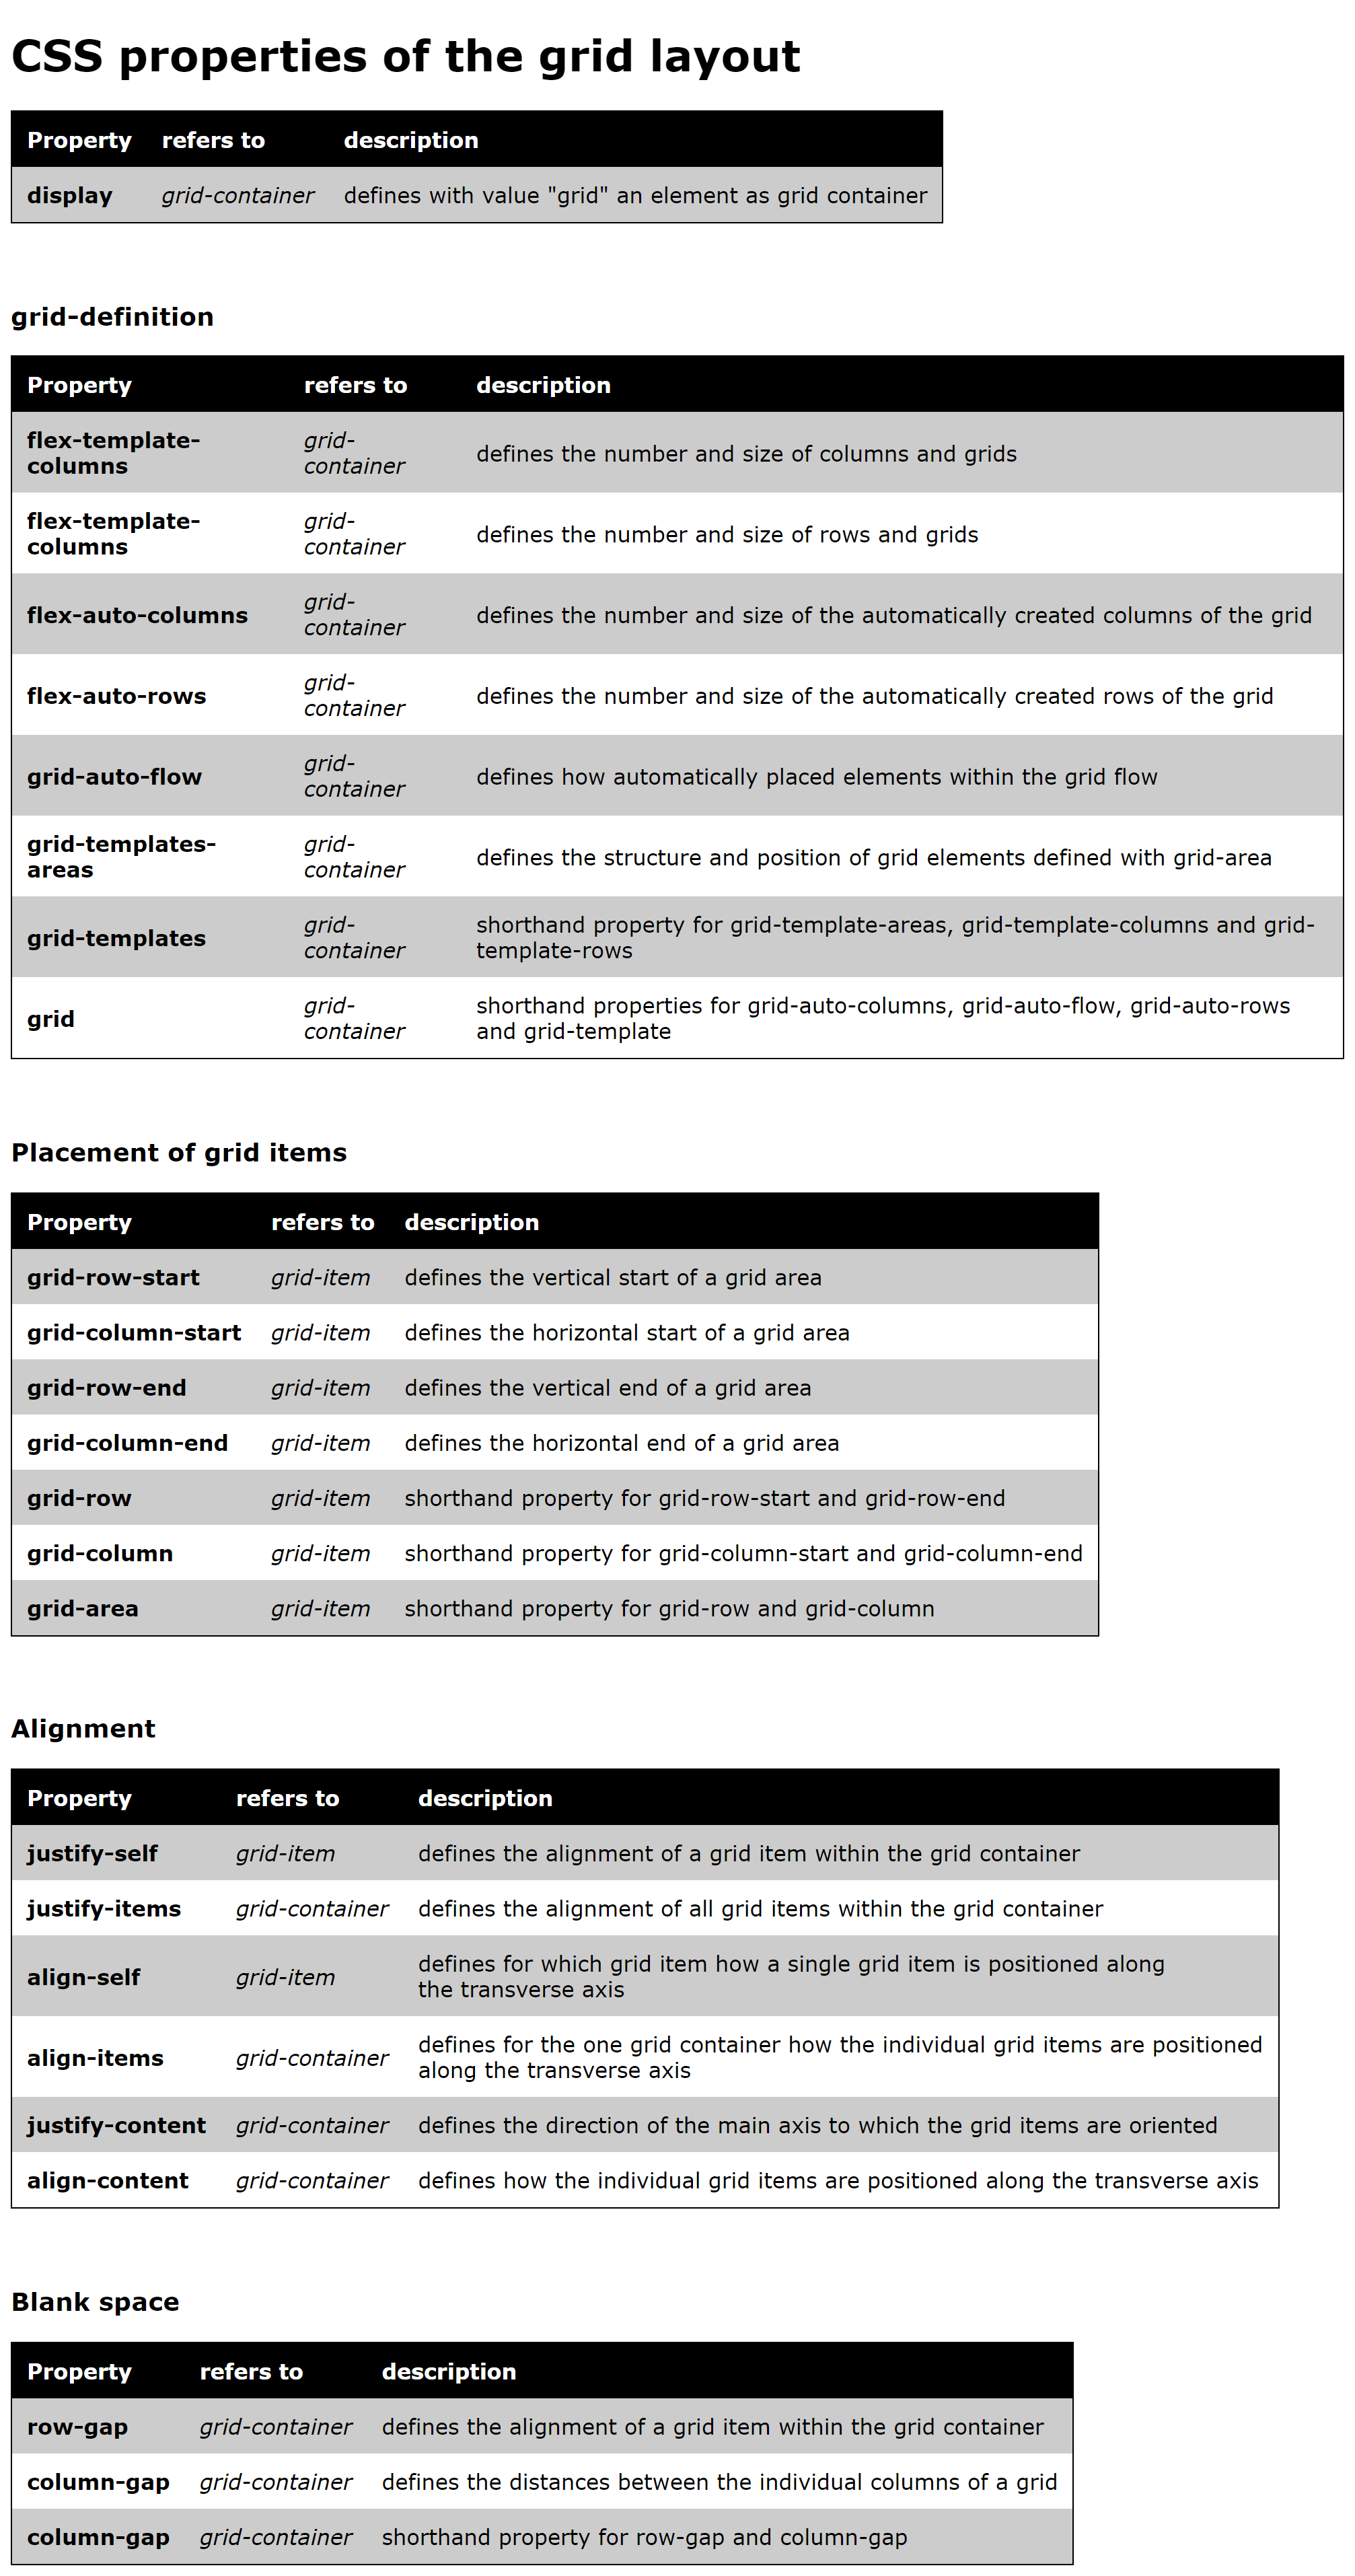 CSS properties of the grid layout
Property refers to description
display grid-container defines with value "grid" an element as grid container
grid-definition
Property refers to description
flex-template-
columns
grid-
container
defines the number and size of columns and grids
flex-template-
columns
grid-
container
defines the number and size of rows and grids
flex-auto-columns
grid-
container
defines the number and size of the automatically created columns of the grid
flex-auto-rows
grid-
container
defines the number and size of the automatically created rows of the grid
grid-auto-flow
grid-
container
defines how automatically placed elements within the grid flow
grid-templates-
areas
grid-
container
defines the structure and position of grid elements defined with grid-area
grid-templates
grid-
container
shorthand property for grid-template-areas, grid-template-columns and grid-
template-rows
grid
grid-
container
shorthand properties for grid-auto-columns, grid-auto-flow, grid-auto-rows
and grid-template
Placement of grid items
Property refers to description
grid-row-start grid-item defines the vertical start of a grid area
grid-column-start grid-item defines the horizontal start of a grid area
grid-row-end grid-item defines the vertical end of a grid area
grid-column-end grid-item defines the horizontal end of a grid area
grid-row grid-item shorthand property for grid-row-start and grid-row-end
grid-column grid-item shorthand property for grid-column-start and grid-column-end
grid-area grid-item shorthand property for grid-row and grid-column
Alignment
Property refers to description
justify-self grid-item defines the alignment of a grid item within the grid container
justify-items grid-container defines the alignment of all grid items within the grid container
align-self grid-item
defines for which grid item how a single grid item is positioned along
the transverse axis
align-items grid-container
defines for the one grid container how the individual grid items are positioned
along the transverse axis
justify-content grid-container defines the direction of the main axis to which the grid items are oriented
align-content grid-container defines how the individual grid items are positioned along the transverse axis
Blank space
Property refers to description
row-gap grid-container defines the alignment of a grid item within the grid container
column-gap grid-container defines the distances between the individual columns of a grid
column-gap grid-container shorthand property for row-gap and column-gap